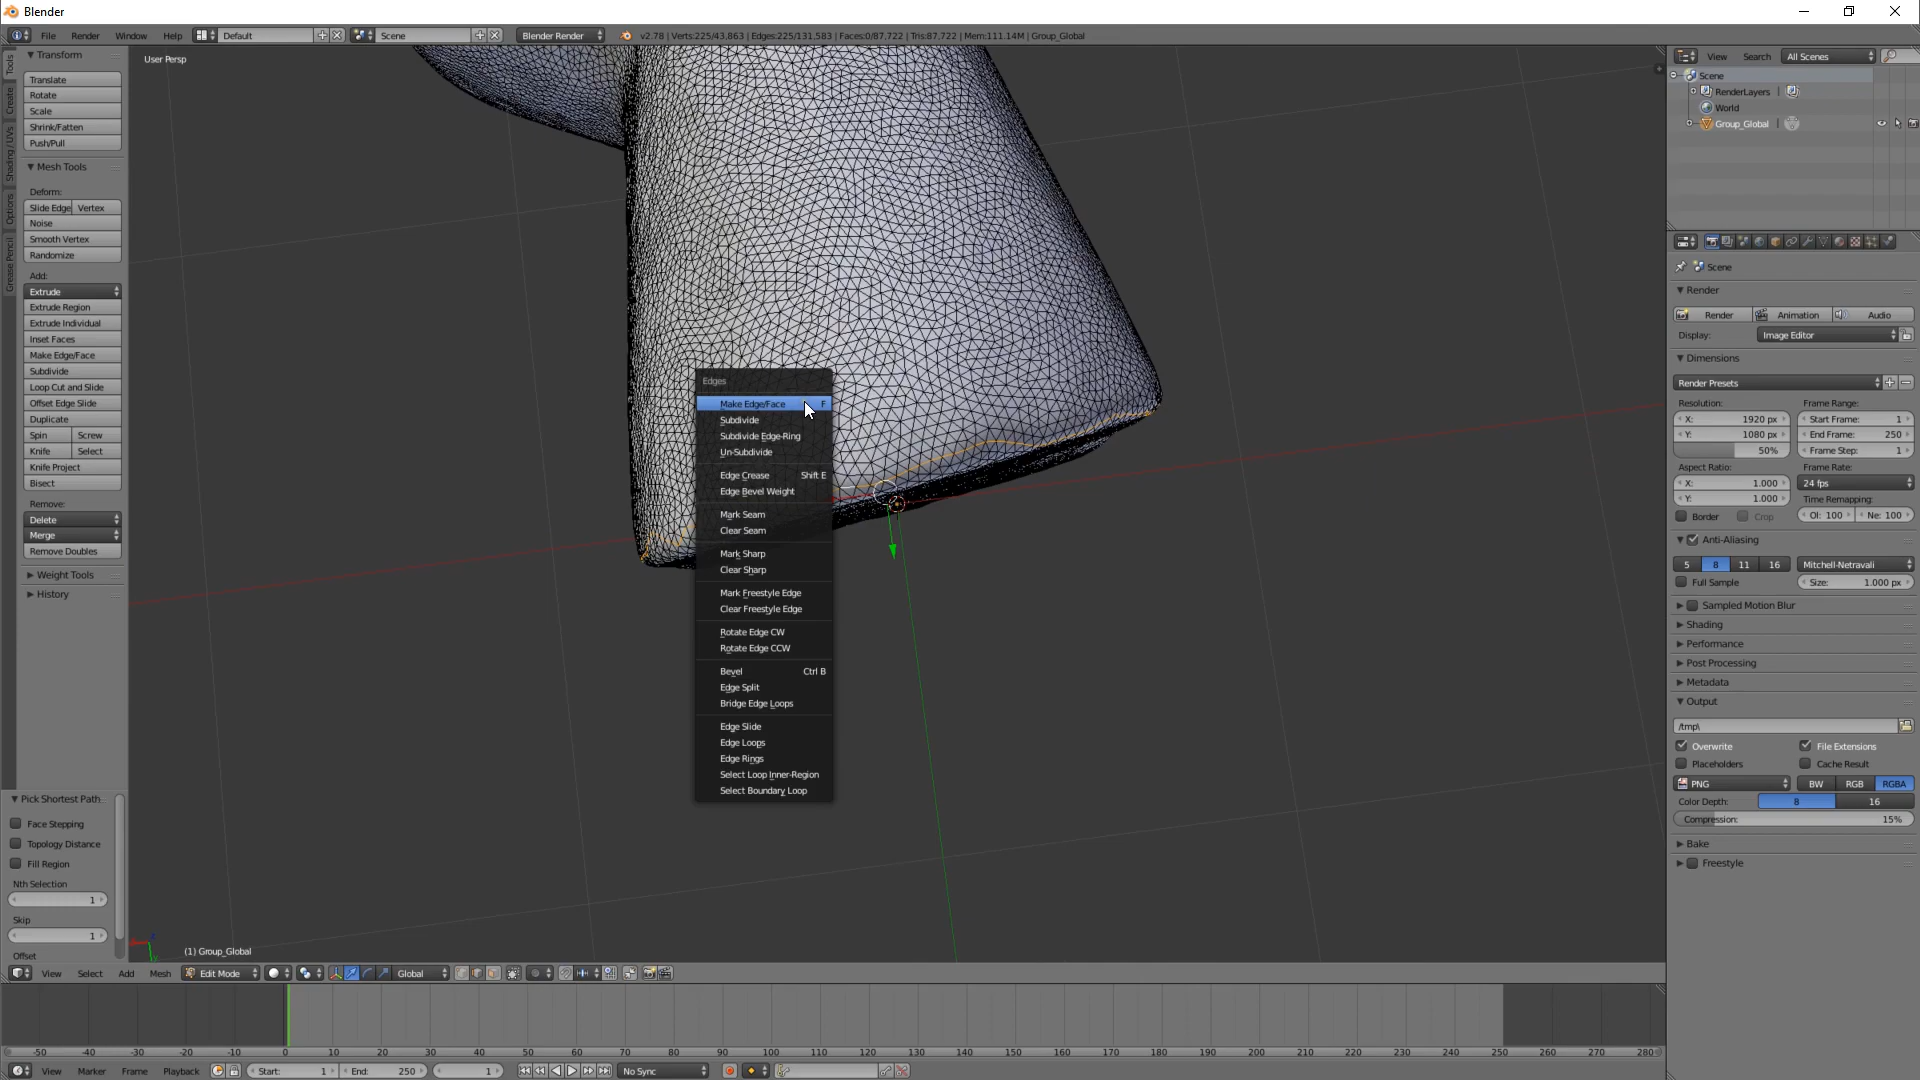 Blender
File Render Window Help Default Scene Blender Render v2.78 | Verts:225/43,863 | Edges:225/131,583 | Faces:0/87,722 | Tris:87,722 | Mem:111.14M | Group_Global
Tools
Create
Shading / UVs
Options
Grease Pencil
Transform
Translate
Rotate
Scale
Shrink/Fatten
Push/Pull
Mesh Tools
Deform:
Slide Edge Vertex
Noise
Smooth Vertex
Randomize
Add:
Extrude
Extrude Region
Extrude Individual
Inset Faces
Make Edge/Face
Subdivide
Loop Cut and Slide
Offset Edge Slide
Duplicate
Spin Screw
Knife Select
Knife Project
Bisect
Remove:
Delete
Merge
Remove Doubles
Weight Tools
History
Pick Shortest Path
Face Stepping
Topology Distance
Fill Region
Nth Selection
1
Skip
1
Offset
User Persp
Edges
Make Edge/Face F
Subdivide
Subdivide Edge-Ring
Un-Subdivide
Edge Crease Shift E
Edge Bevel Weight
Mark Seam
Clear Seam
Mark Sharp
Clear Sharp
Mark Freestyle Edge
Clear Freestyle Edge
Rotate Edge CW
Rotate Edge CCW
Bevel Ctrl B
Edge Split
Bridge Edge Loops
Edge Slide
Edge Loops
Edge Rings
Select Loop Inner-Region
Select Boundary Loop
(1) Group_Global
View Select Add Mesh Edit Mode Global
-50 -40 -30 -20 -10 0 10 20 30 40 50 60 70 80 90 100 110 120 130 140 150 160 170 180 190 200 210 220 230 240 250 260 270 280
View Marker Frame Playback Start: 1 End: 250 1 No Sync
View Search All Scenes
Scene
RenderLayers |
World
Group_Global |
Scene
Render
Render Animation Audio
Display: Image Editor
Dimensions
Render Presets
Resolution: Frame Range:
X: 1920 px Start Frame: 1
Y: 1080 px End Frame: 250
50% Frame Step: 1
Aspect Ratio: Frame Rate:
X: 1.000 24 fps
Y: 1.000 Time Remapping:
Border Crop Ol: 100 Ne: 100
Anti-Aliasing
5 8 11 16 Mitchell-Netravali
Full Sample Size: 1.000 px
Sampled Motion Blur
Shading
Performance
Post Processing
Metadata
Output
/tmp\
Overwrite File Extensions
Placeholders Cache Result
PNG BW RGB RGBA
Color Depth: 8 16
Compression: 15%
Bake
Freestyle